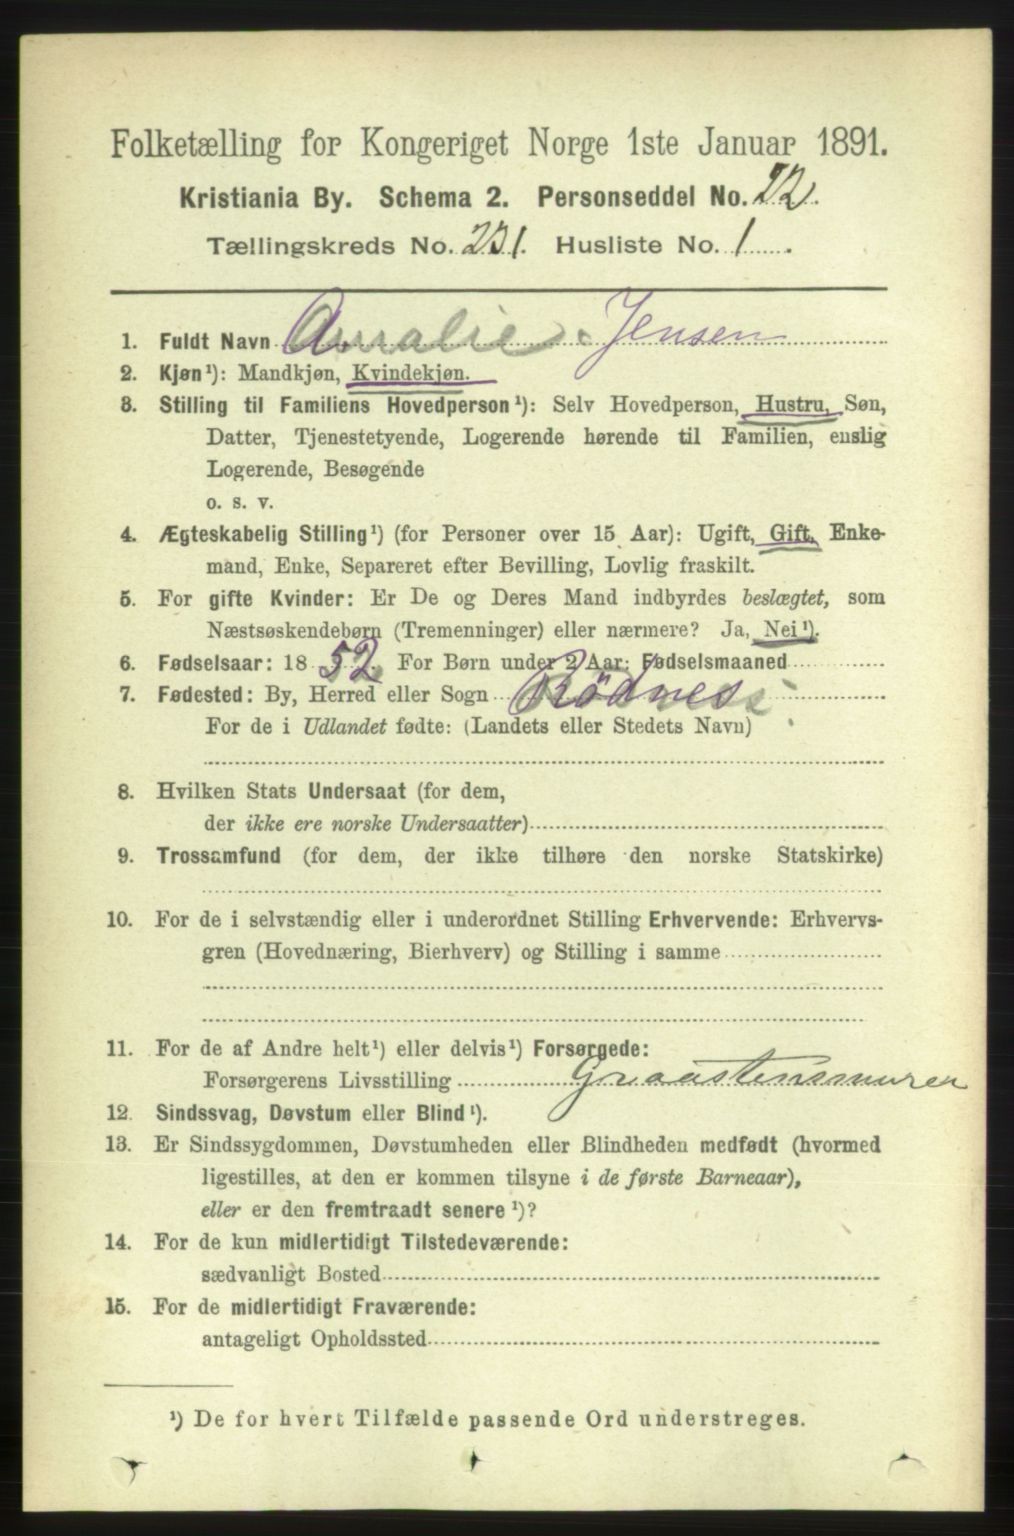 Folketælling for Kongeriget Norge 1ste Januar 1891.
Kristiania By. Schema 2. Personseddel No. 22.
Tællingskreds No. 231. Husliste No. 1.
1. Fuldt Navn Amalie Jensen
2. Kjøn¹): Mandkjøn, Kvindekjøn.
3. Stilling til Familiens Hovedperson¹): Selv Hovedperson, Hustru, Søn,
Datter, Tjenestetyende, Logerende hørende til Familien, enslig
Logerende, Besøgende
o. s. v.
4. Ægteskabelig Stilling¹) (for Personer over 15 Aar): Ugift, Gift, Enke-
mand, Enke, Separeret efter Bevilling, Lovlig fraskilt.
5. For gifte Kvinder: Er De og Deres Mand indbyrdes beslægtet, som
Næstsøskendebørn (Tremenninger) eller nærmere? Ja, Nei¹).
6. Fødselsaar: 1852. For Børn under 2 Aar: Fødselsmaaned
7. Fødested: By, Herred eller Sogn Rödnes
For de i Udlandet fødte: (Landets eller Stedets Navn)
8. Hvilken Stats Undersaat (for dem,
der ikke ere norske Undersaatter)
9. Trossamfund (for dem, der ikke tilhøre den norske Statskirke)
10. For de i selvstændig eller i underordnet Stilling Erhvervende: Erhvervs-
gren (Hovednæring, Bierhverv) og Stilling i samme
11. For de af Andre helt¹) eller delvis¹) Forsørgede:
Forsørgerens Livsstilling Graastensmuren
12. Sindssvag, Døvstum eller Blind¹).
13. Er Sindssygdommen, Døvstumheden eller Blindheden medfødt (hvormed
ligestilles, at den er kommen tilsyne i de første Barneaar),
eller er den fremtraadt senere¹)?
14. For de kun midlertidigt Tilstedeværende:
sædvanligt Bosted
15. For de midlertidigt Fraværende:
antageligt Opholdssted
¹) De for hvert Tilfælde passende Ord understreges.